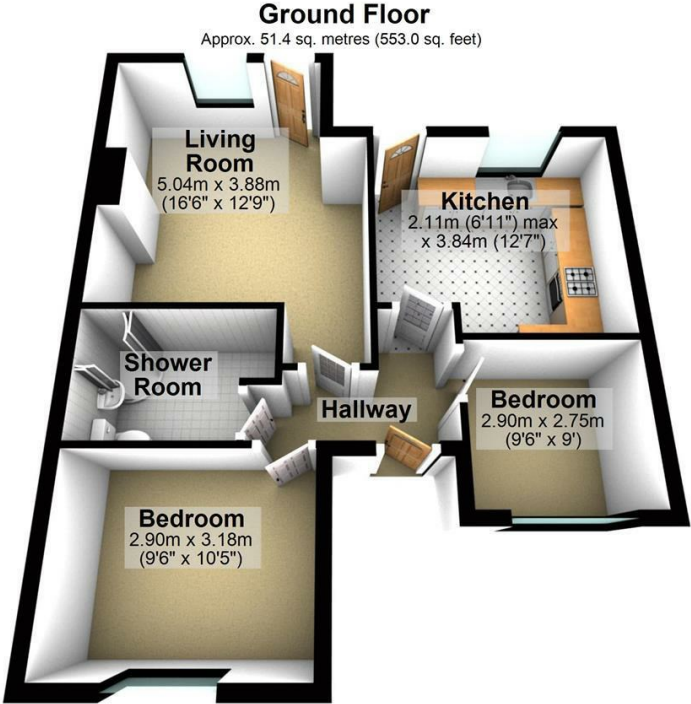 Ground Floor
Approx. 51.4 sq. metres (553.0 sq. feet)
Living
Room
5.04m x 3.88m
(16'6" x 12'9")
Kitchen
2.11m (6'11") max
x 3.84m (12'7")
Shower
Room
Hallway
Bedroom
2.90m x 2.75m
(9'6" x 9')
Bedroom
2.90m x 3.18m
(9'6" x 10'5")